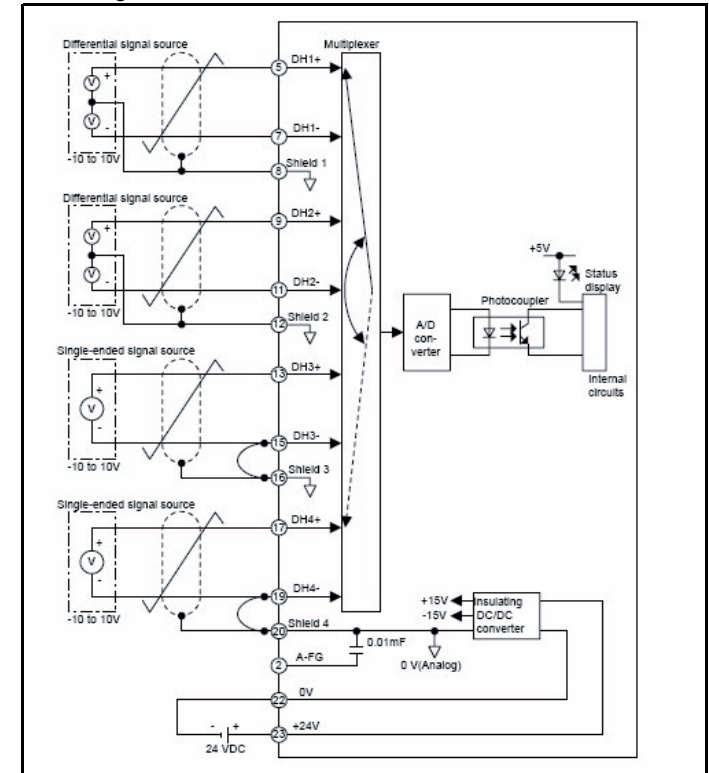 Differential signal source
Multiplexer
+
V
V
-
-10 to 10V
5 DH1+
7 DH1-
8 Shield 1
Differential signal source
+
V
V
-
-10 to 10V
9 DH2+
11 DH2-
12 Shield 2
+5V
Status
display
Photocoupler
A/D
con-
verter
Internal
circuits
Single-ended signal source
+
V
-
-10 to 10V
13 DH3+
15 DH3-
16 Shield 3
Single-ended signal source
+
V
-
-10 to 10V
17 DH4+
19 DH4-
20 Shield 4
+15V
-15V
Insulating
DC/DC
converter
0.01mF
0 V(Analog)
2 A-FG
22 0V
23 +24V
- +
24 VDC